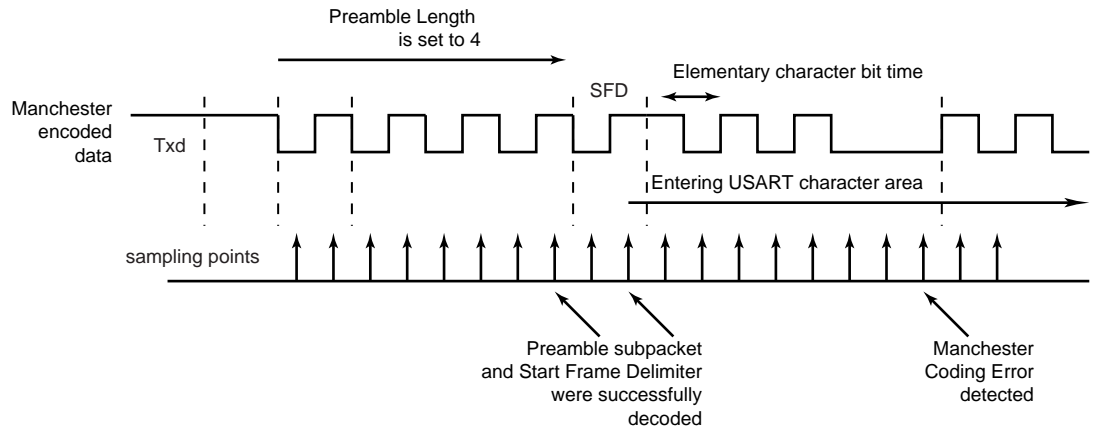 Preamble Length
is set to 4
Elementary character bit time
SFD
Manchester
encoded
data
Txd
Entering USART character area
sampling points
Preamble subpacket
and Start Frame Delimiter
were successfully
decoded
Manchester
Coding Error
detected